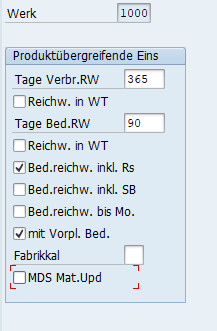 Werk 1000
Produktübergreifende Eins
Tage Verbr.RW 365
Reichw. in WT
Tage Bed.RW 90
Reichw. in WT
Bed.reichw. inkl. Rs
Bed.reichw. inkl. SB
Bed.reichw. bis Mo.
mit Vorpl. Bed.
Fabrikkal
MDS Mat.Upd